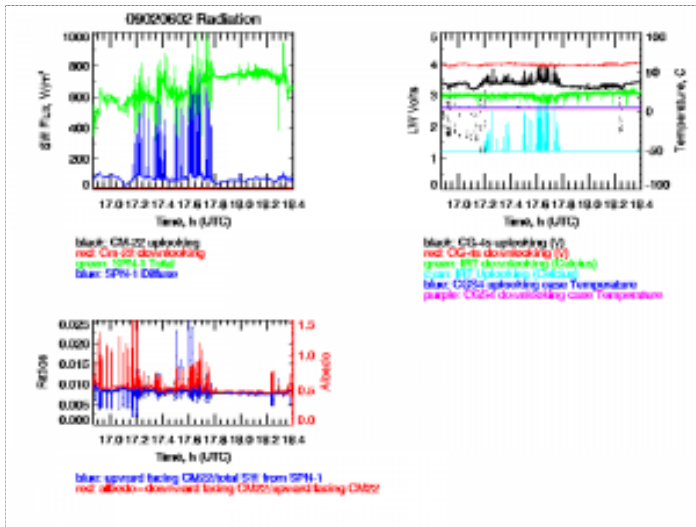 09020602 Radiation
1000
800
600
400
200
0
SW Flux, W/m²
17.0 17.2 17.4 17.6 17.8 18.0 18.2 18.4
Time, h (UTC)
black: CM-22 uplooking
red: Cm-22 downlooking
green: SPN-1 Total
blue: SPN-1 Diffuse
5
4
3
2
1
0
LW Volts
100
50
0
-50
-100
Temperature, C
17.0 17.2 17.4 17.6 17.8 18.0 18.2 18.4
Time, h (UTC)
black: CG-4s uplooking (V)
red: CG-4s downlooking (V)
green: IRT downlooking (Celcius)
cyan: IRT Uplooking (Celcius)
blue: CGS4 uplooking case Temperature
purple: CGS4 downlooking case Temperature
0.025
0.020
0.015
0.010
0.005
0.000
Ratios
1.5
1.0
0.5
0.0
Albedo
17.0 17.2 17.4 17.6 17.8 18.0 18.2 18.4
Time, h (UTC)
blue: upward facing CM22/total SW from SPN-1
red: albedo--downward facing CM22/upward facing CM22